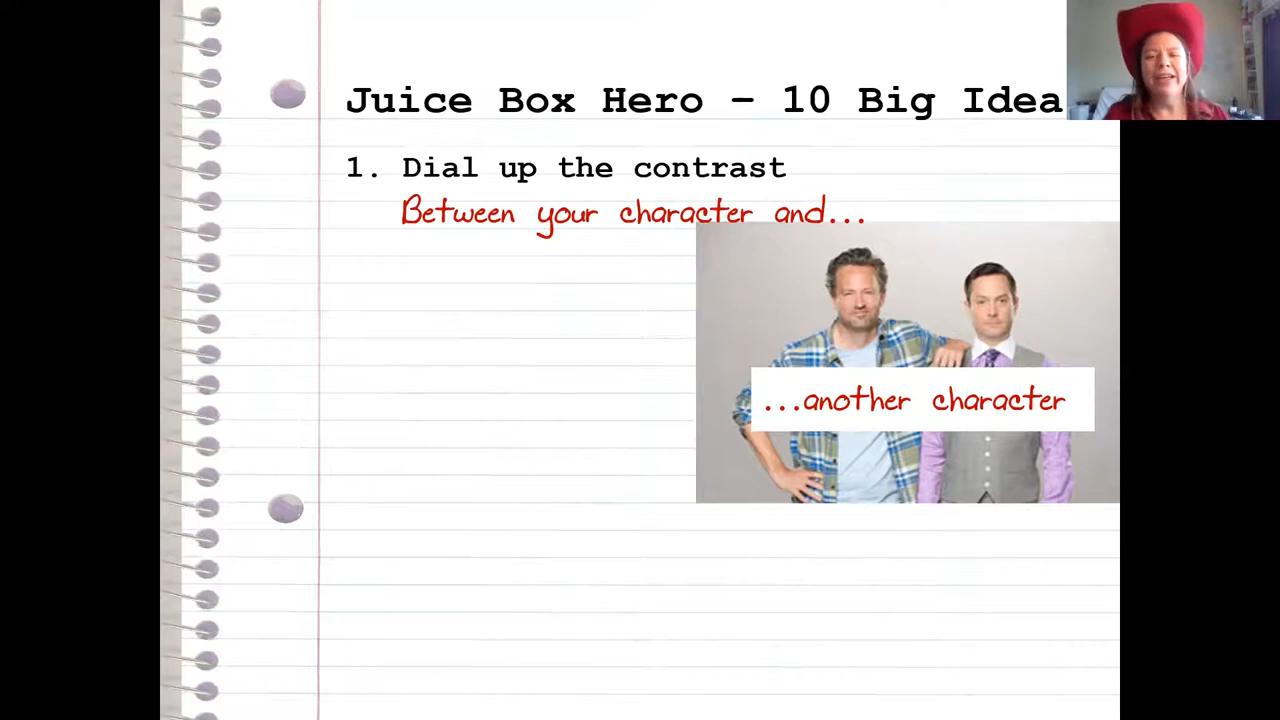 Juice Box Hero – 10 Big Idea
1. Dial up the contrast
Between your character and...
...another character